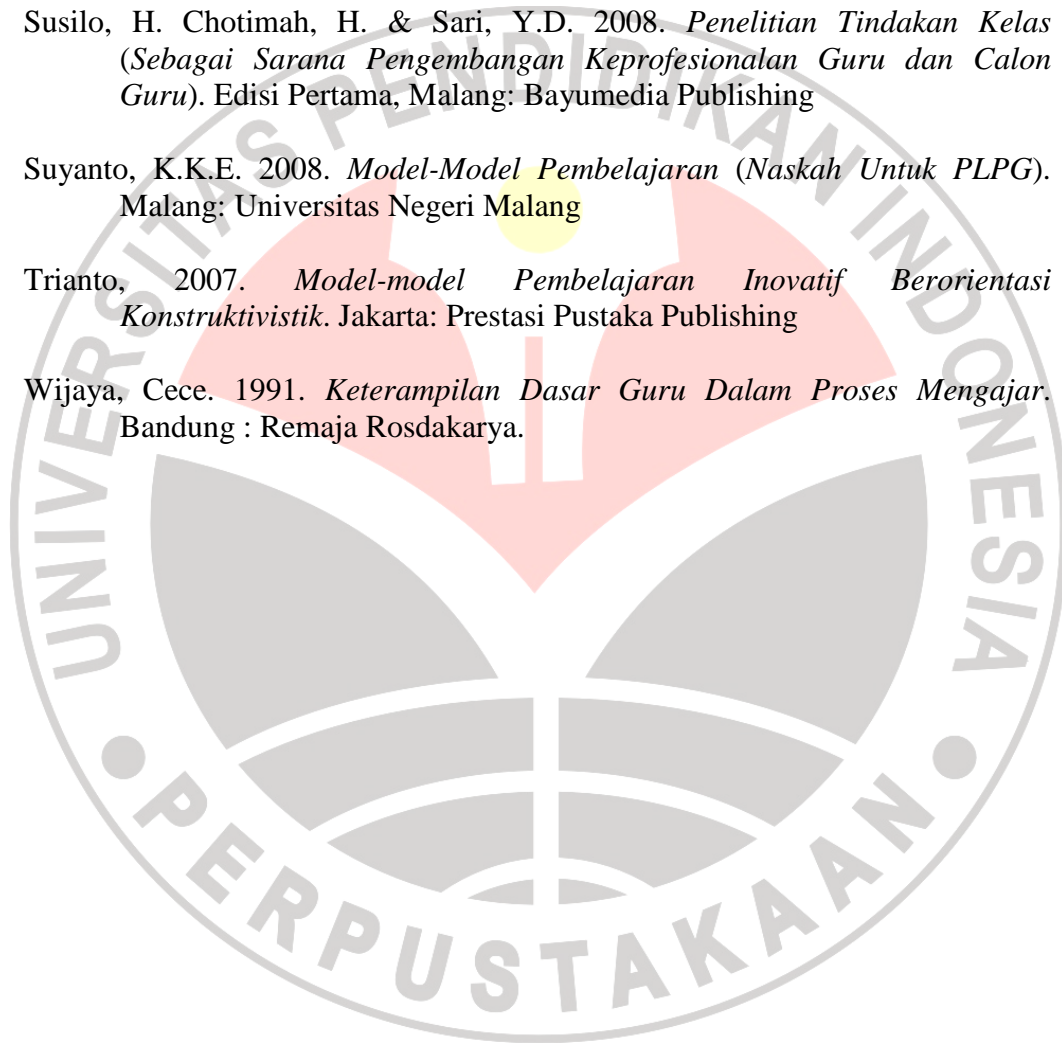 Susilo, H. Chotimah, H. & Sari, Y.D. 2008. Penelitian Tindakan Kelas
(Sebagai Sarana Pengembangan Keprofesionalan Guru dan Calon
Guru). Edisi Pertama, Malang: Bayumedia Publishing
Suyanto, K.K.E. 2008. Model-Model Pembelajaran (Naskah Untuk PLPG).
Malang: Universitas Negeri Malang
Trianto, 2007. Model-model Pembelajaran Inovatif Berorientasi
Konstruktivistik. Jakarta: Prestasi Pustaka Publishing
Wijaya, Cece. 1991. Keterampilan Dasar Guru Dalam Proses Mengajar.
Bandung : Remaja Rosdakarya.
UNIVERSITAS PENDIDIKAN INDONESIA
PERPUSTAKAAN